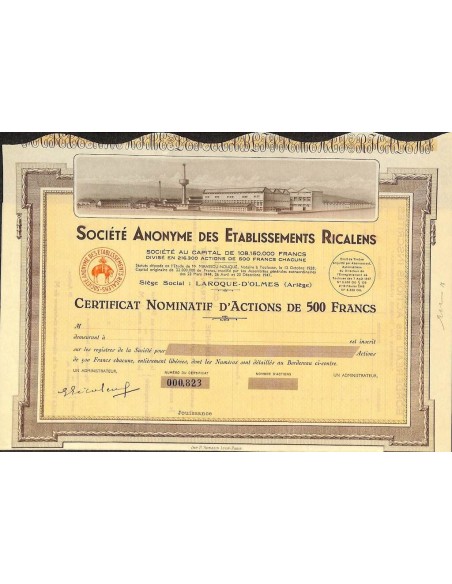 SOCIÉTÉ ANONYME DES ETABLISSEMENTS RICALENS
SOCIÉTÉ AU CAPITAL DE 108.160.000 FRANCS
DIVISÉ EN 216.320 ACTIONS DE 500 FRANCS CHACUNE
Siège Social : LAROQUE-D'OLMES (Ariège)
CERTIFICAT NOMINATIF D'ACTIONS DE 500 FRANCS
M
demeurant à est inscrit
sur les registres de la Société pour Actions
de 500 Francs chacune, entièrement libérées, dont les Numéros sont détaillés au Bordereau ci-contre.
UN ADMINISTRATEUR, NUMÉRO DU CERTIFICAT NOMBRE D'ACTIONS UN ADMINISTRATEUR,
000,823
Jouissance